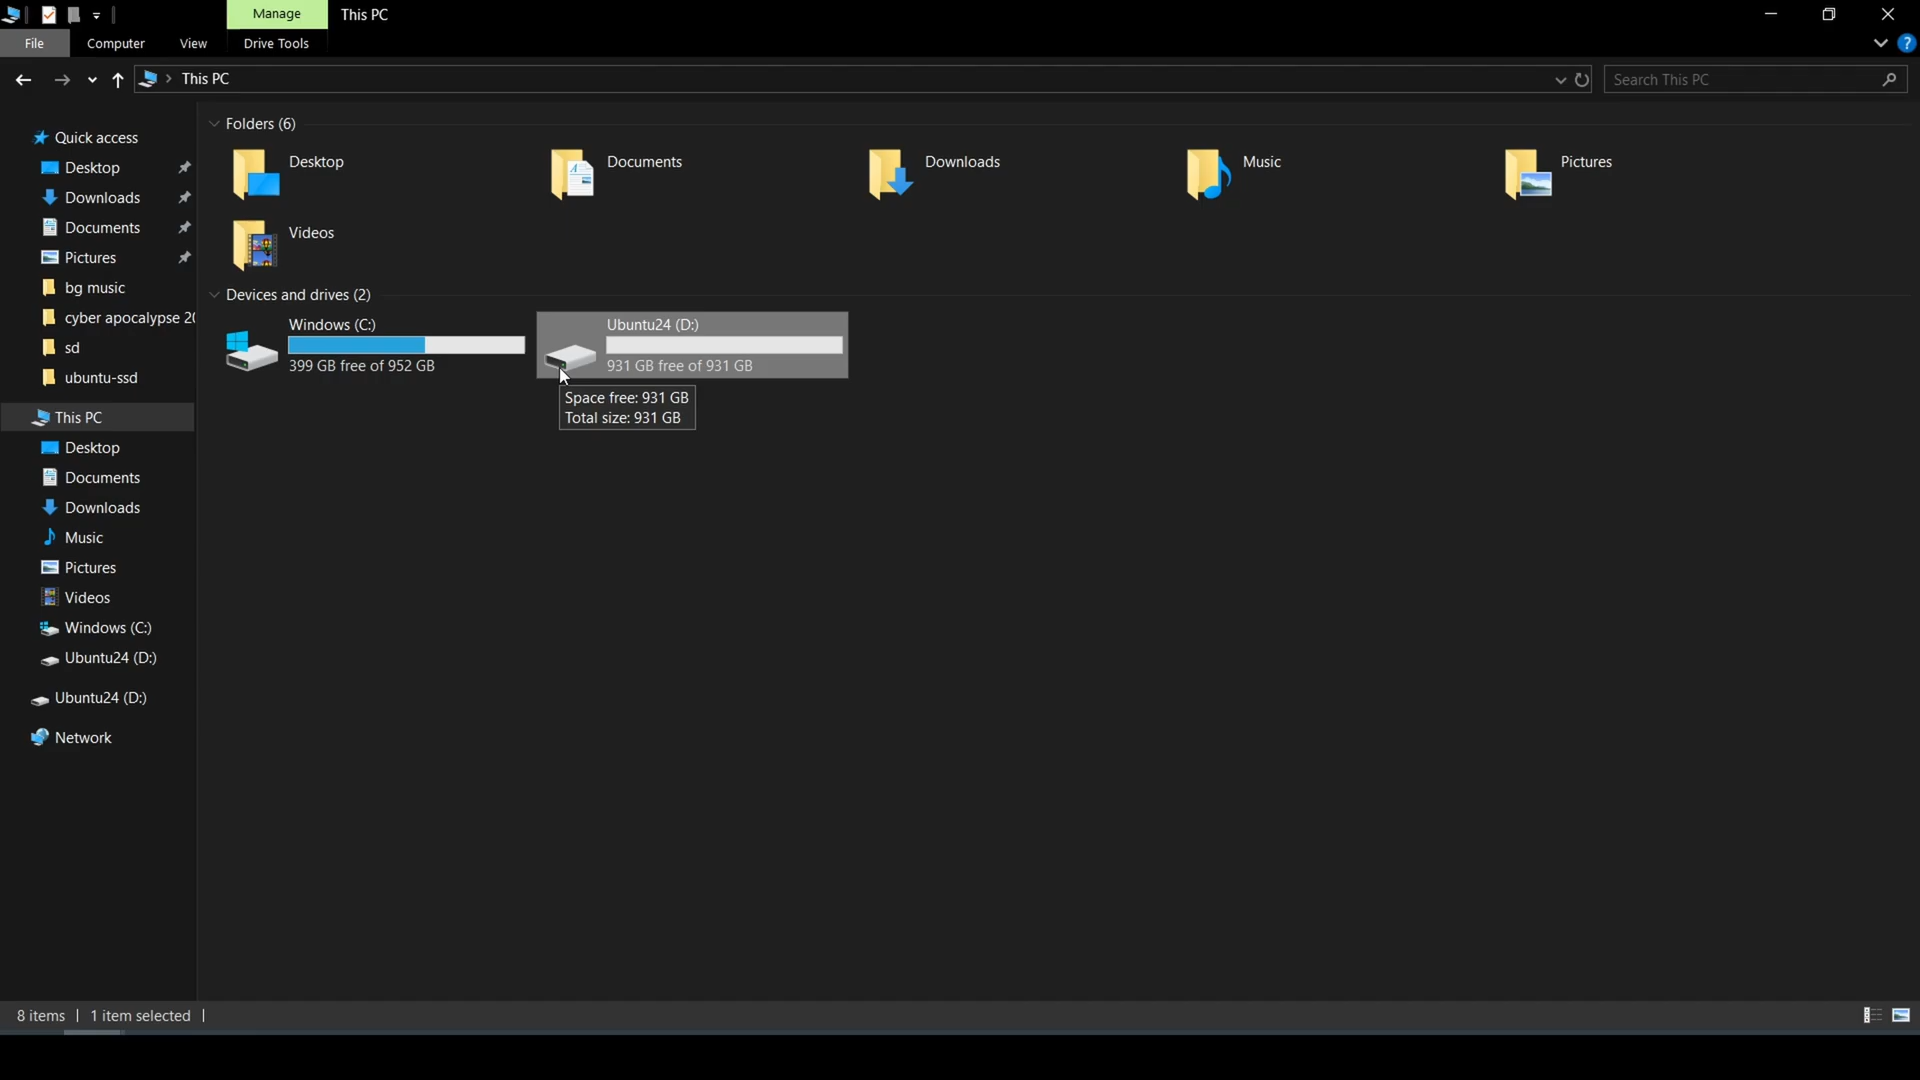 Manage
This PC
File
Computer
View
Drive Tools
This PC
Search This PC
Quick access
Desktop
Downloads
Documents
Pictures
bg music
cyber apocalypse 20
sd
ubuntu-ssd
This PC
Desktop
Documents
Downloads
Music
Pictures
Videos
Windows (C:)
Ubuntu24 (D:)
Ubuntu24 (D:)
Network
Folders (6)
Desktop
Documents
Downloads
Music
Pictures
Videos
Devices and drives (2)
Windows (C:)
399 GB free of 952 GB
Ubuntu24 (D:)
931 GB free of 931 GB
Space free: 931 GB
Total size: 931 GB
8 items
1 item selected